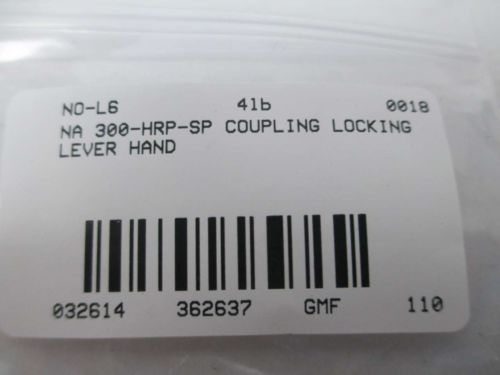 NO-L6 41b 0018
NA 300-HRP-SP COUPLING LOCKING
LEVER HAND
032614 362637 GMF 110